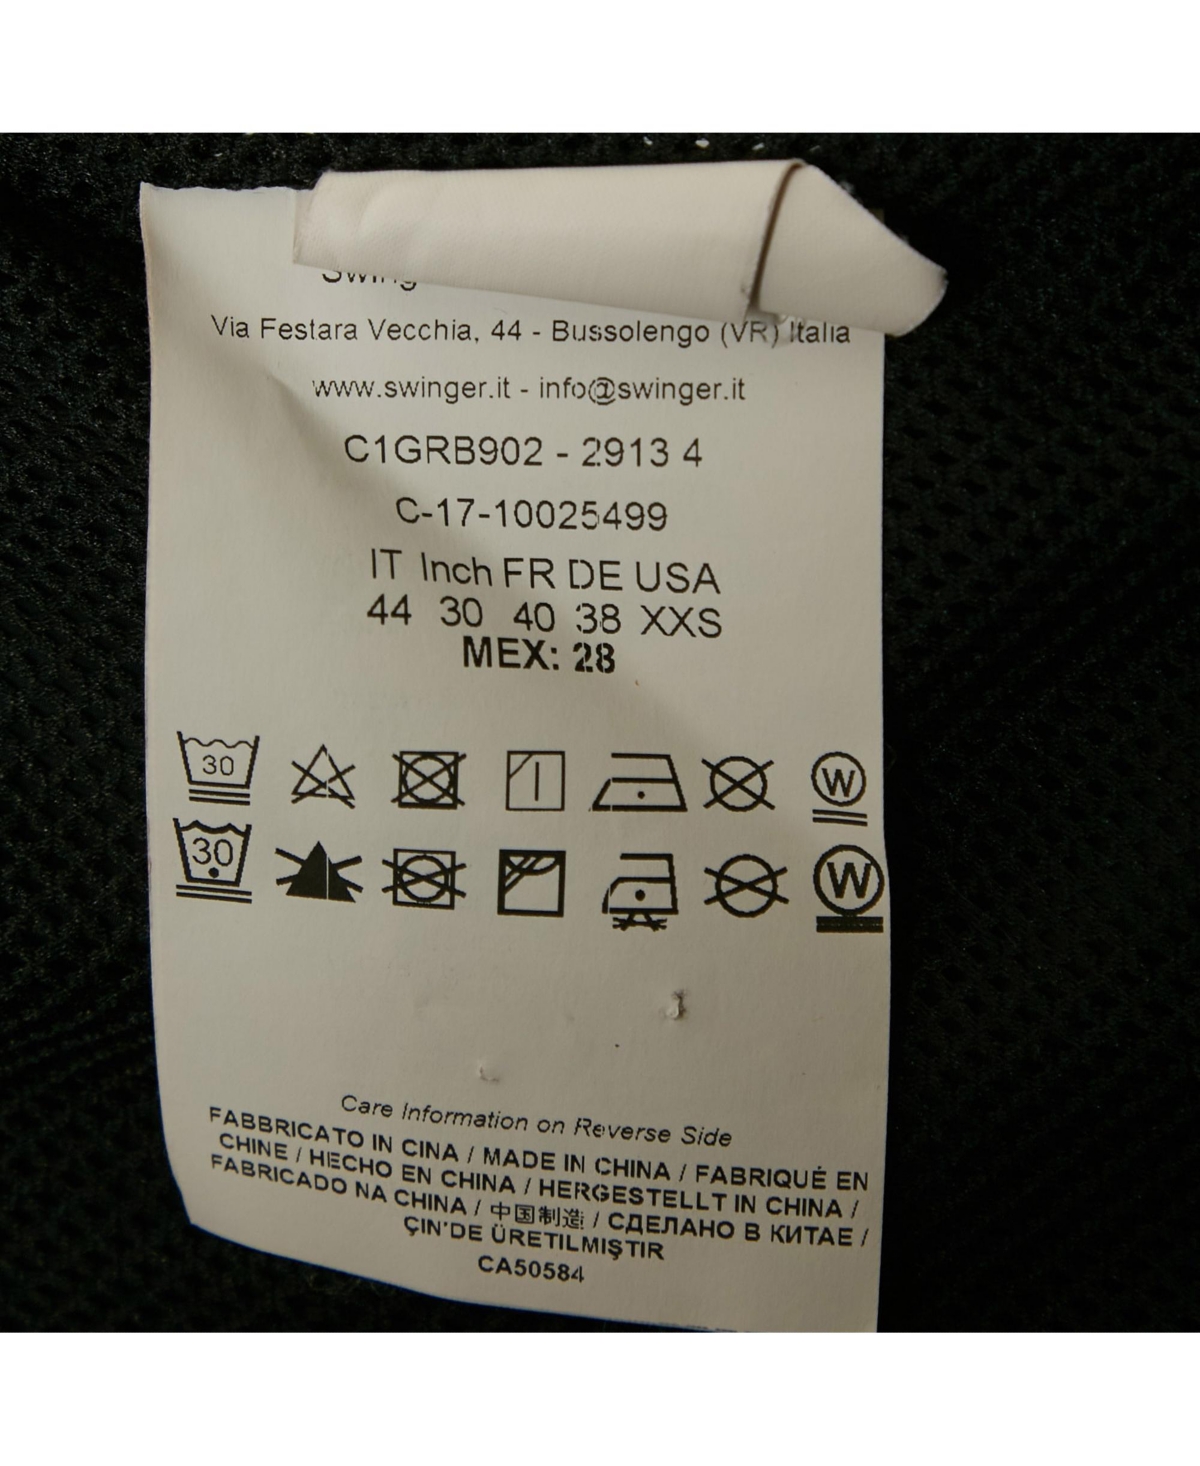 Swing
Via Festara Vecchia, 44 - Bussolengo (VR) Italia
www.swinger.it - info@swinger.it
C1GRB902 - 2913 4
C-17-10025499
IT Inch FR DE USA
44 30 40 38 XXS
MEX: 28
30 W
30 W
Care Information on Reverse Side
FABBRICATO IN CINA / MADE IN CHINA / FABRIQUÉ EN
CHINE / HECHO EN CHINA / HERGESTELLT IN CHINA /
FABRICADO NA CHINA / 中国制造 / СДЕЛАНО В КИТАЕ /
ÇIN'DE ÜRETILMIŞTIR
CA50584